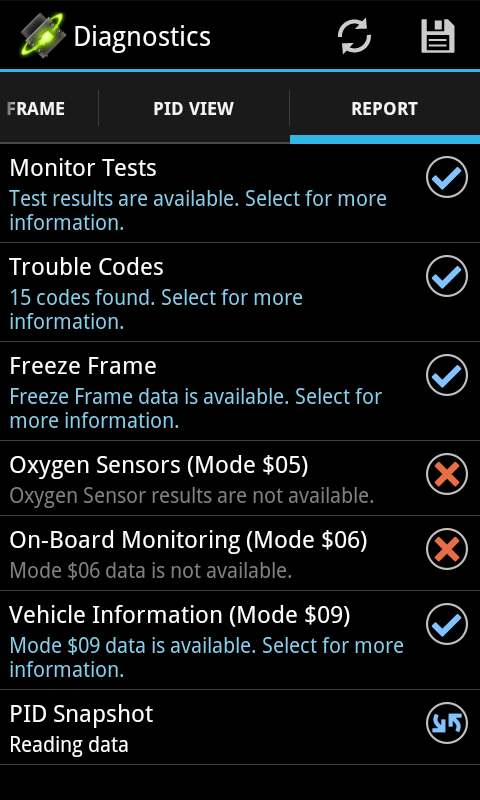 Diagnostics
FRAME
PID VIEW
REPORT
Monitor Tests
Test results are available. Select for more
information.
Trouble Codes
15 codes found. Select for more
information.
Freeze Frame
Freeze Frame data is available. Select for
more information.
Oxygen Sensors (Mode $05)
Oxygen Sensor results are not available.
On-Board Monitoring (Mode $06)
Mode $06 data is not available.
Vehicle Information (Mode $09)
Mode $09 data is available. Select for more
information.
PID Snapshot
Reading data